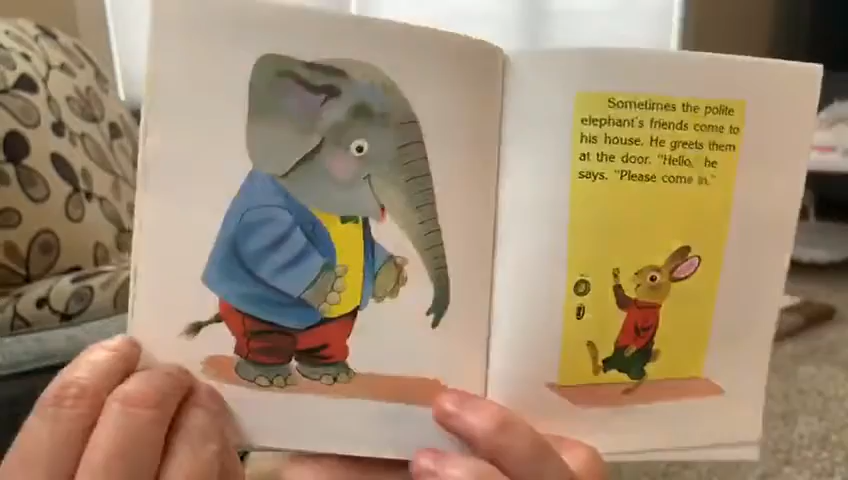 Sometimes the polite
elephant's friends come to
his house. He greets them
at the door. "Hello," he
says. "Please come in."